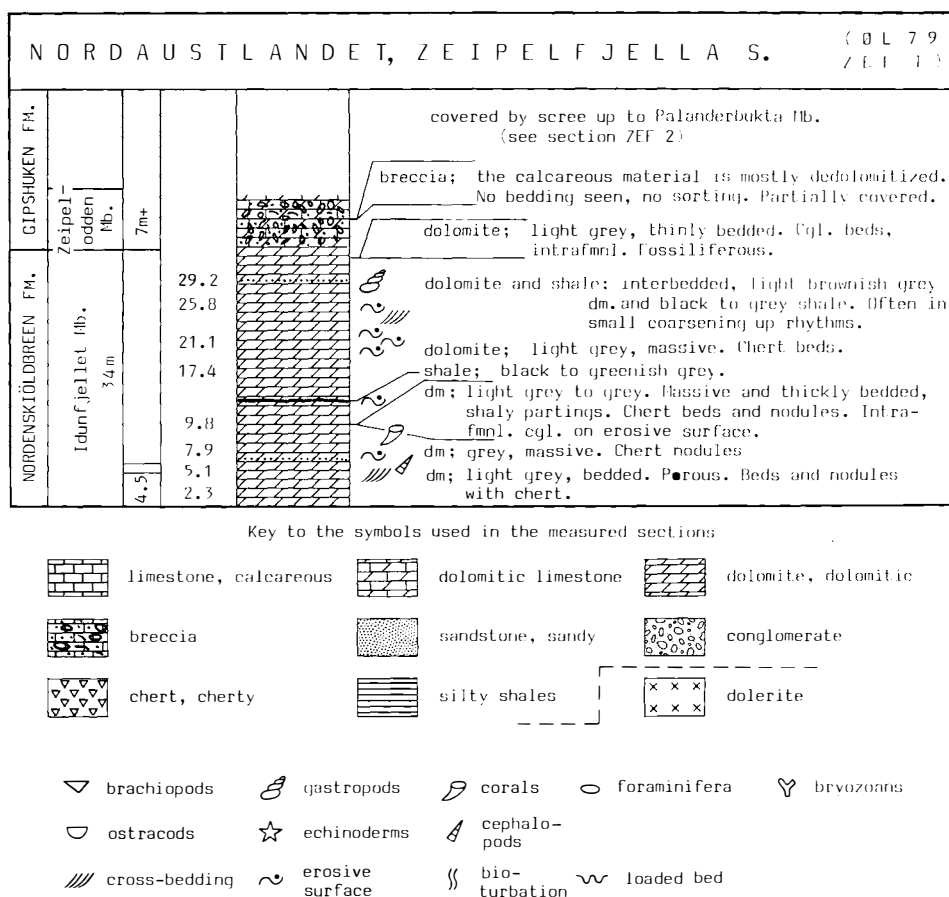 NORDAUSTLANDET, ZEIPELFJELLA S.
(ØL 79
ZEF 1)
GIPSHUKEN FM.
Zeipel-
odden
Mb.
7m+
NORDENSKIÖLDBREEN FM.
Idunfjellet Mb.
34m
4.5
29.2
25.8
21.1
17.4
9.8
7.9
5.1
2.3
covered by scree up to Palanderbukta Mb.
(see section ZEF 2)
breccia; the calcareous material is mostly dedolomitized.
No bedding seen, no sorting. Partially covered.
dolomite; light grey, thinly bedded. Cgl. beds,
intrafmnl. Fossiliferous.
dolomite and shale; interbedded, light brownish grey
dm. and black to grey shale. Often in
small coarsening up rhythms.
dolomite; light grey, massive. Chert beds.
shale; black to greenish grey.
dm; light grey to grey. Massive and thickly bedded,
shaly partings. Chert beds and nodules. Intra-
fmnl. cgl. on erosive surface.
dm; grey, massive. Chert nodules
dm; light grey, bedded. Porous. Beds and nodules
with chert.
Key to the symbols used in the measured sections
limestone, calcareous
dolomitic limestone
dolomite, dolomitic
breccia
sandstone, sandy
conglomerate
chert, cherty
silty shales
dolerite
brachiopods
gastropods
corals
foraminifera
bryozoans
ostracods
echinoderms
cephalo-
pods
cross-bedding
erosive
surface
bio-
turbation
loaded bed